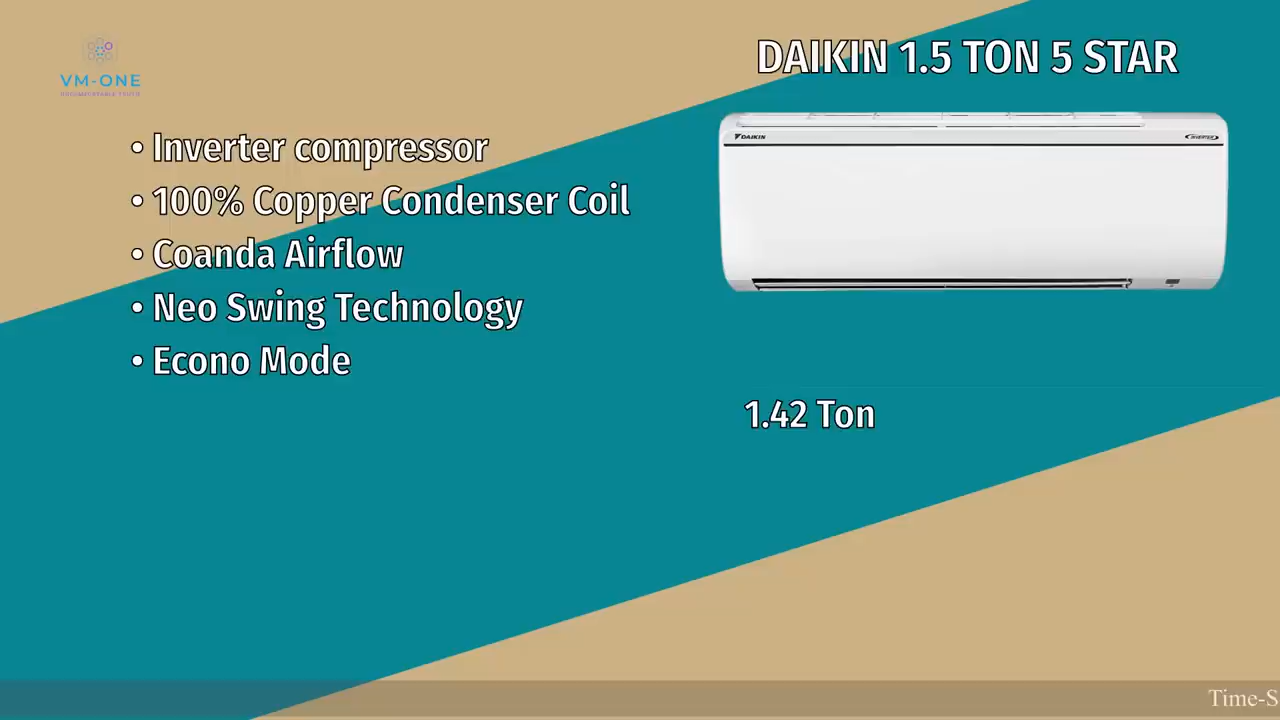 VM-ONE
DAIKIN 1.5 TON 5 STAR
• Inverter compressor
• 100% Copper Condenser Coil
• Coanda Airflow
• Neo Swing Technology
• Econo Mode
DAIKIN
INVERTER
1.42 Ton
Time-S